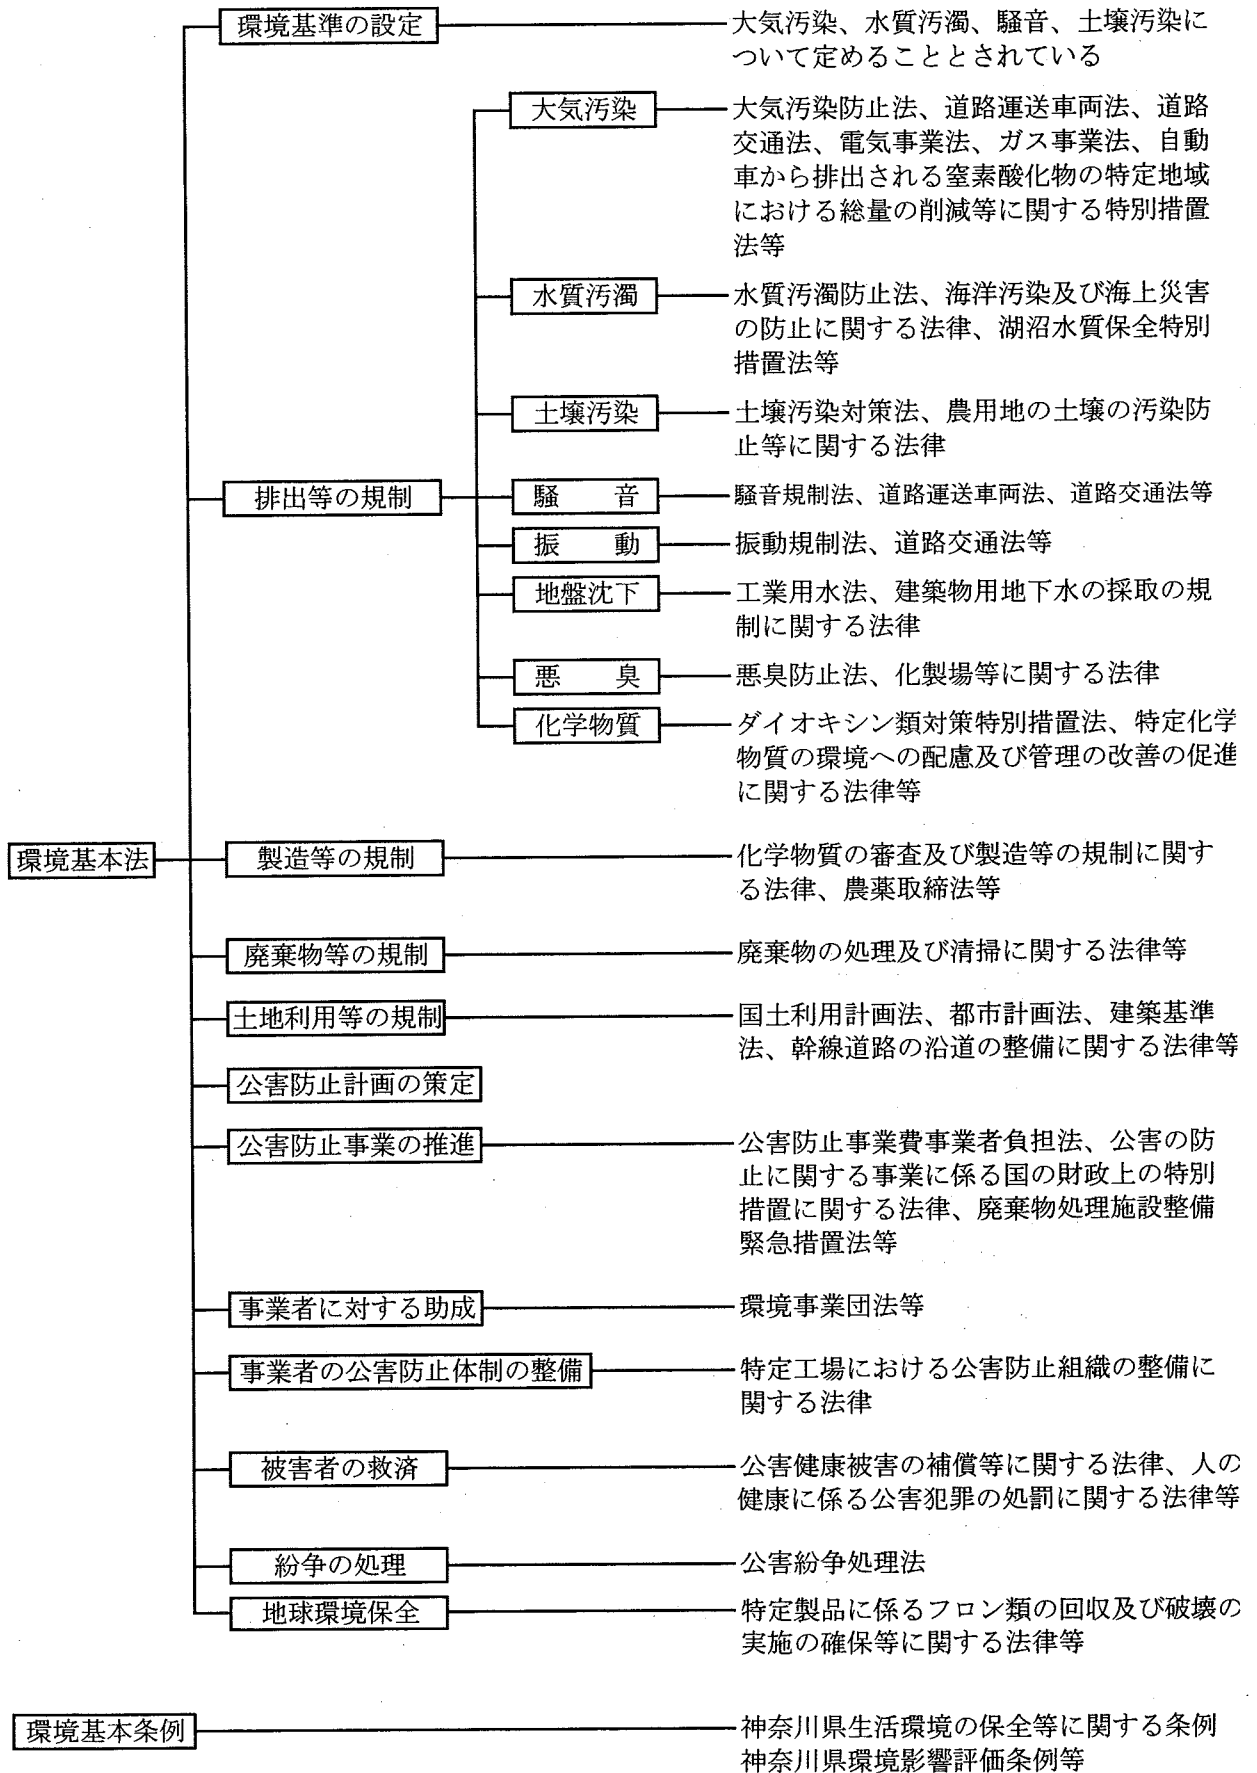 環境基準の設定
大気汚染、水質汚濁、騒音、土壌汚染に
ついて定めることとされている
大気汚染
大気汚染防止法、道路運送車両法、道路
交通法、電気事業法、ガス事業法、自動
車から排出される窒素酸化物の特定地域
における総量の削減等に関する特別措置
法等
水質汚濁
水質汚濁防止法、海洋汚染及び海上災害
の防止に関する法律、湖沼水質保全特別
措置法等
土壌汚染
土壌汚染対策法、農用地の土壌の汚染防
止等に関する法律
排出等の規制
騒　音
騒音規制法、道路運送車両法、道路交通法等
振　動
振動規制法、道路交通法等
地盤沈下
工業用水法、建築物用地下水の採取の規
制に関する法律
悪　臭
悪臭防止法、化製場等に関する法律
化学物質
ダイオキシン類対策特別措置法、特定化学
物質の環境への配慮及び管理の改善の促進
に関する法律等
環境基本法
製造等の規制
化学物質の審査及び製造等の規制に関す
る法律、農薬取締法等
廃棄物等の規制
廃棄物の処理及び清掃に関する法律等
土地利用等の規制
国土利用計画法、都市計画法、建築基準
法、幹線道路の沿道の整備に関する法律等
公害防止計画の策定
公害防止事業の推進
公害防止事業費事業者負担法、公害の防
止に関する事業に係る国の財政上の特別
措置に関する法律、廃棄物処理施設整備
緊急措置法等
事業者に対する助成
環境事業団法等
事業者の公害防止体制の整備
特定工場における公害防止組織の整備に
関する法律
被害者の救済
公害健康被害の補償等に関する法律、人の
健康に係る公害犯罪の処罰に関する法律等
紛争の処理
公害紛争処理法
地球環境保全
特定製品に係るフロン類の回収及び破壊の
実施の確保等に関する法律等
環境基本条例
神奈川県生活環境の保全等に関する条例
神奈川県環境影響評価条例等